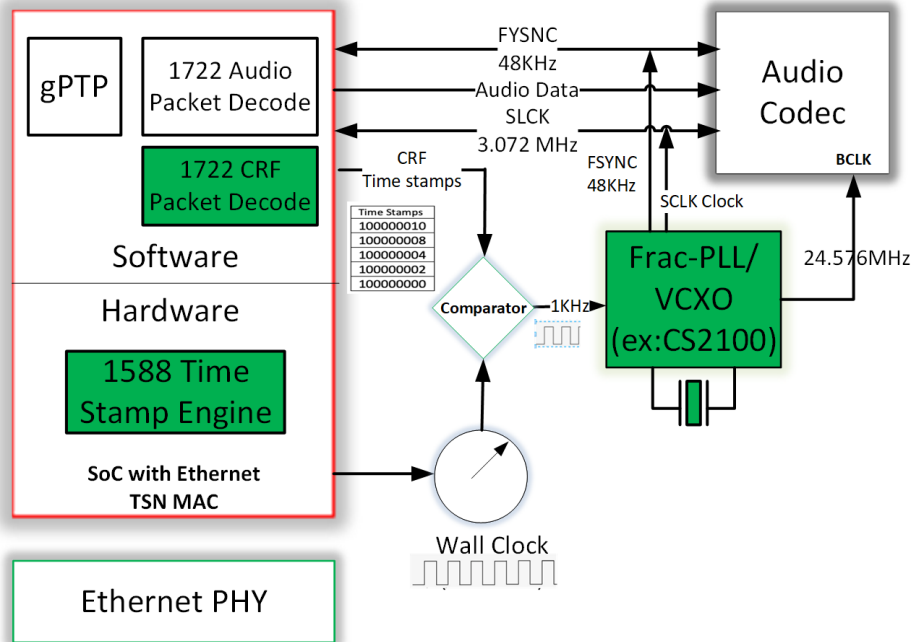 gPTP
1722 Audio
Packet Decode
1722 CRF
Packet Decode
Software
Hardware
1588 Time
Stamp Engine
SoC with Ethernet
TSN MAC
Ethernet PHY
FYSNC
48KHz
Audio Data
SLCK
3.072 MHz
CRF
Time stamps
Time Stamps
100000010
100000008
100000004
100000002
100000000
Comparator
1KHz
Wall Clock
FSYNC
48KHz
SCLK Clock
Frac-PLL/
VCXO
(ex:CS2100)
Audio
Codec
BCLK
24.576MHz